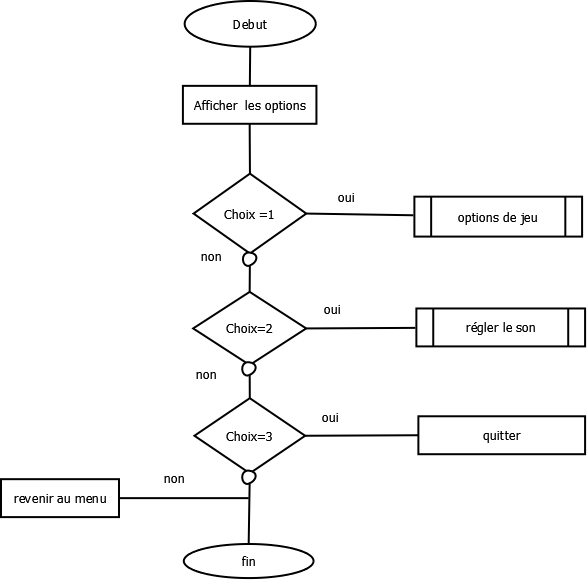 Debut
Afficher les options
Choix =1
oui
options de jeu
non
Choix=2
oui
régler le son
non
Choix=3
oui
quitter
non
revenir au menu
fin